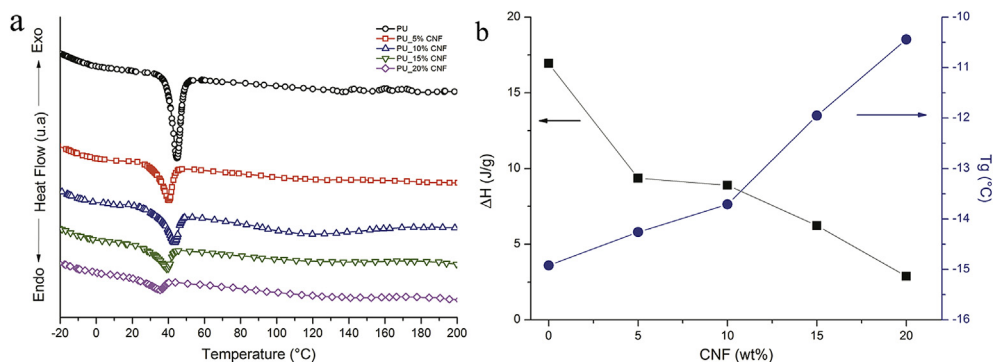 a
PU
PU_5% CNF
PU_10% CNF
PU_15% CNF
PU_20% CNF
Endo ← Heat Flow (u.a) → Exo
-20 0 20 40 60 80 100 120 140 160 180 200
Temperature (°C)
b
20
15
10
5
0
ΔH (J/g)
0 5 10 15 20
CNF (wt%)
-10
-11
-12
-13
-14
-15
-16
Tg (°C)